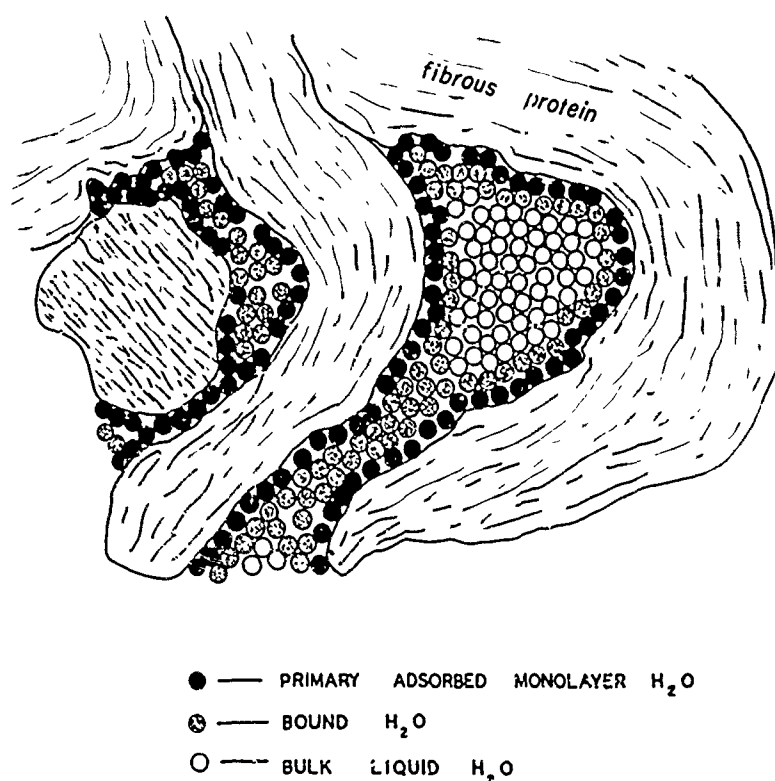 fibrous protein
● — PRIMARY ADSORBED MONOLAYER H₂O
BOUND H₂O
○ — BULK LIQUID H₂O